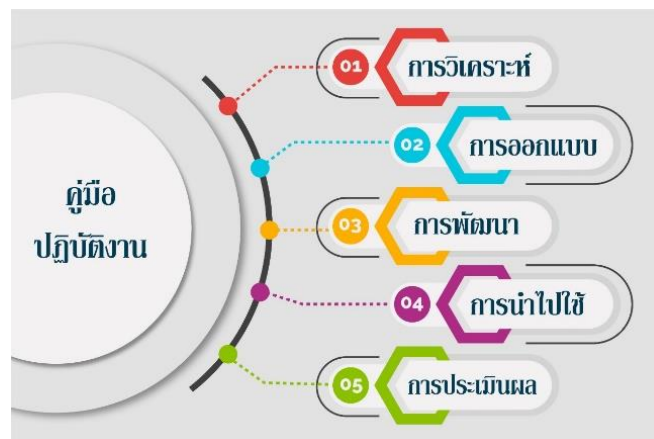 คู่มือ
ปฏิบัติงาน
01 การวิเคราะห์
02 การออกแบบ
03 การพัฒนา
04 การนำไปใช้
05 การประเมินผล